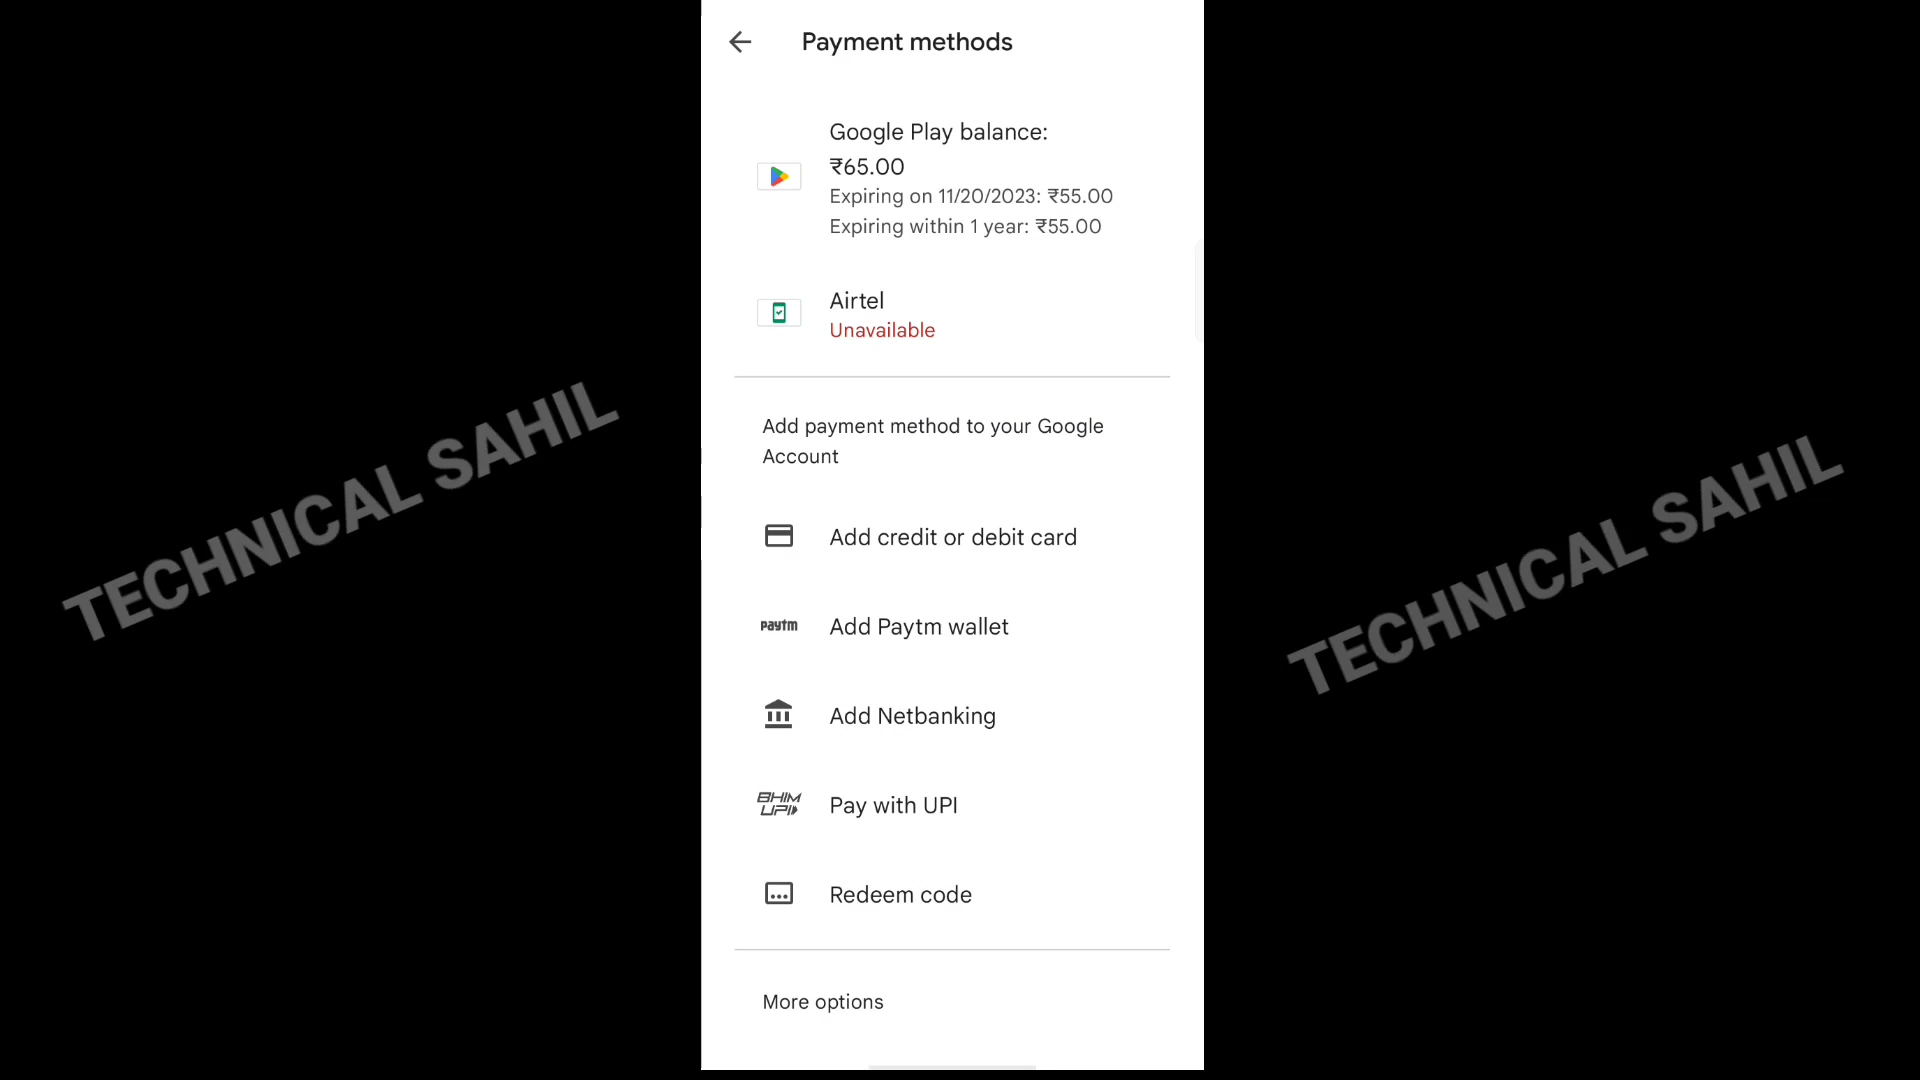 Payment methods
Google Play balance:
₹65.00
Expiring on 11/20/2023: ₹55.00
Expiring within 1 year: ₹55.00
Airtel
Unavailable
Add payment method to your Google
Account
Add credit or debit card
paytm Add Paytm wallet
Add Netbanking
BHIM
UPI
Pay with UPI
Redeem code
More options
TECHNICAL SAHIL
TECHNICAL SAHIL